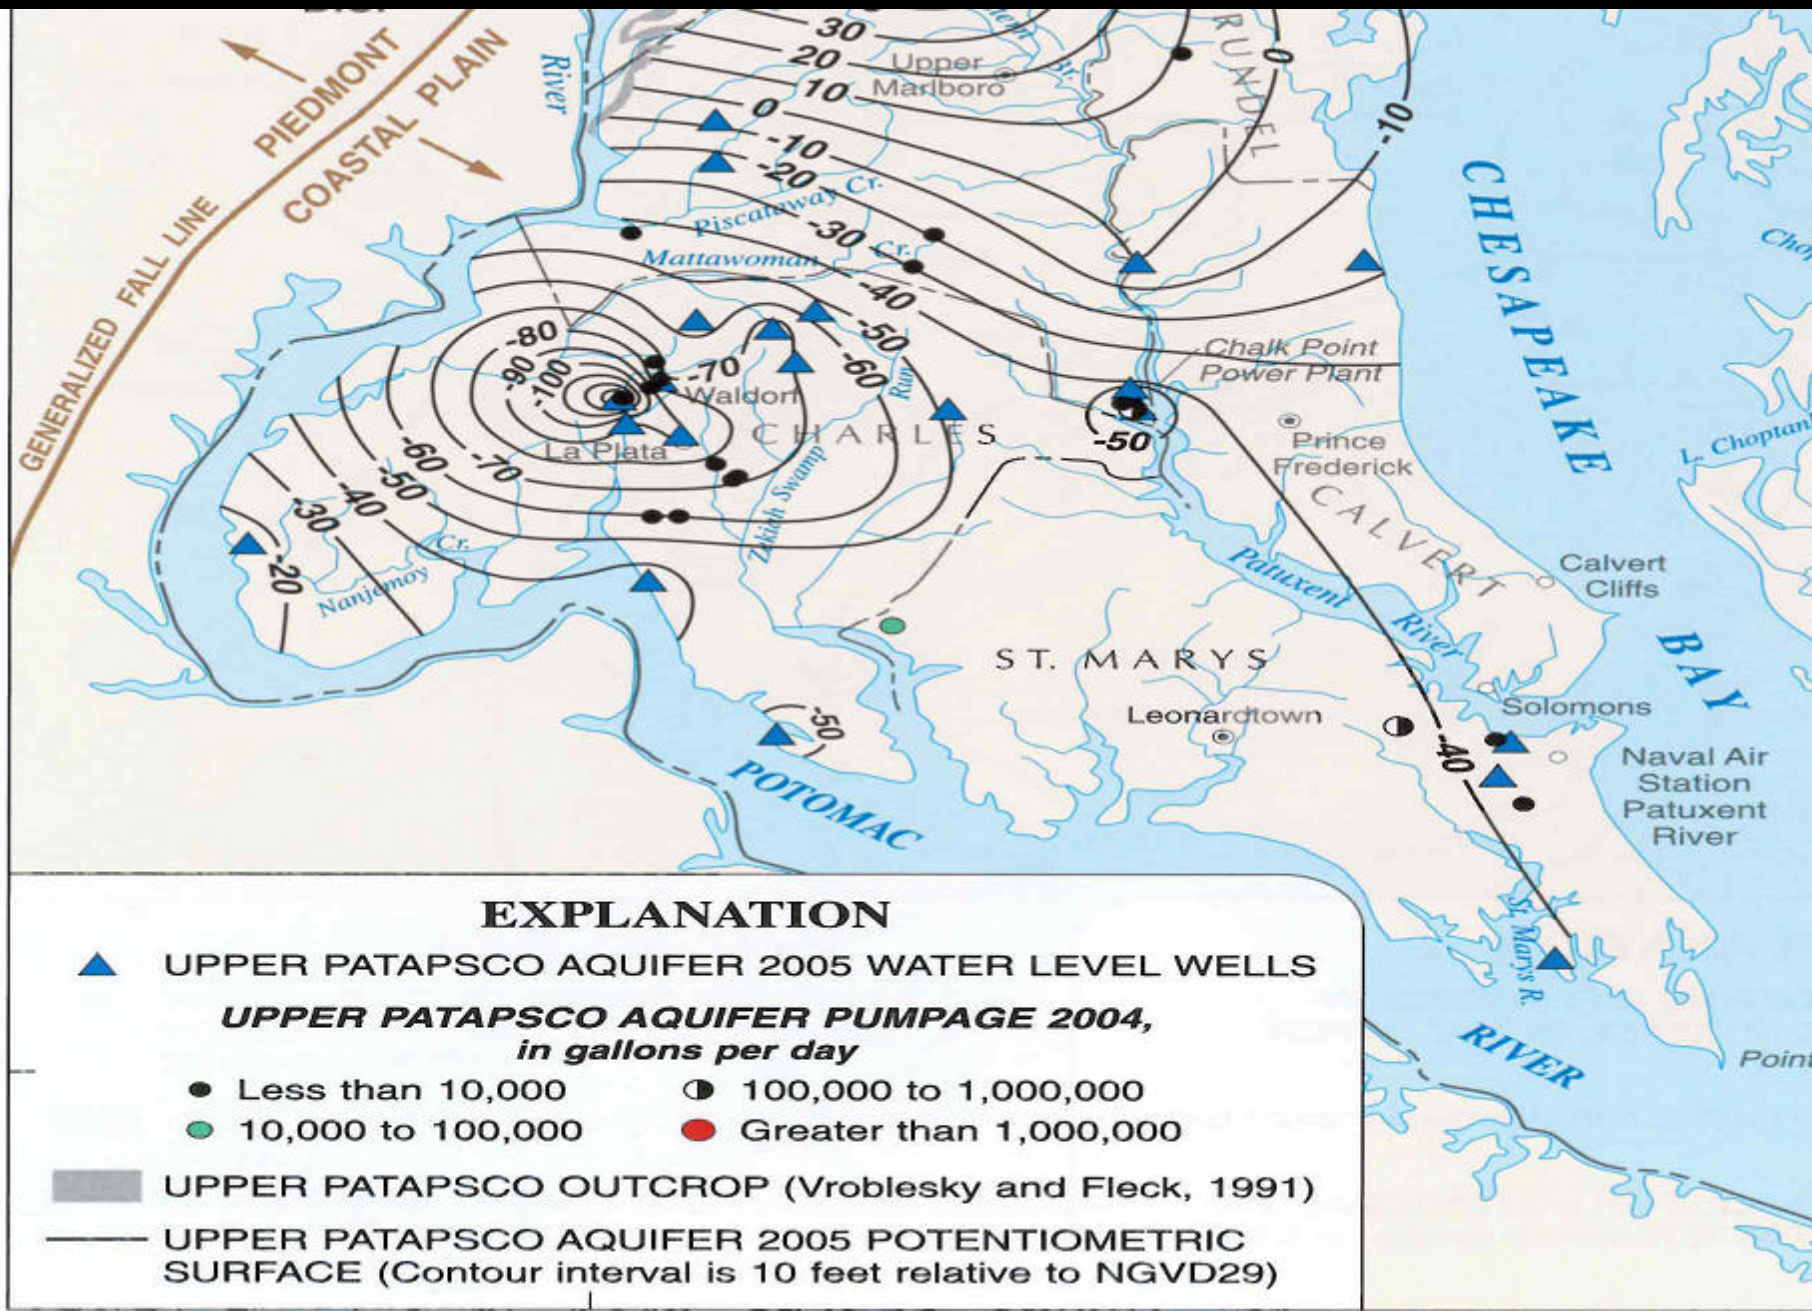 30
20
10
0
-10
-20
-30
-40
-50
-60
0
-10
River
PIEDMONT
COASTAL PLAIN
GENERALIZED FALL LINE
Upper
Marlboro
Br.
RUNDEL
Piscataway Cr.
Mattawoman
Cr.
CHESAPEAKE
BAY
-80
-90
-100
-70
Waldorf
La Plata
CHARLES
Run
Zekiah Swamp
Chalk Point
Power Plant
-50
Prince
Frederick
CALVERT
L. Choptan
-60
-70
-50
-40
-30
-20
Nanjemoy
Cr.
Calvert
Cliffs
Patuxent
River
ST. MARYS
Leonardtown
Solomons
-40
-50
Naval Air
Station
Patuxent
River
POTOMAC
RIVER
St. Marys R.
Point
EXPLANATION
UPPER PATAPSCO AQUIFER 2005 WATER LEVEL WELLS
UPPER PATAPSCO AQUIFER PUMPAGE 2004,
in gallons per day
Less than 10,000
100,000 to 1,000,000
10,000 to 100,000
Greater than 1,000,000
UPPER PATAPSCO OUTCROP (Vroblesky and Fleck, 1991)
UPPER PATAPSCO AQUIFER 2005 POTENTIOMETRIC
SURFACE (Contour interval is 10 feet relative to NGVD29)